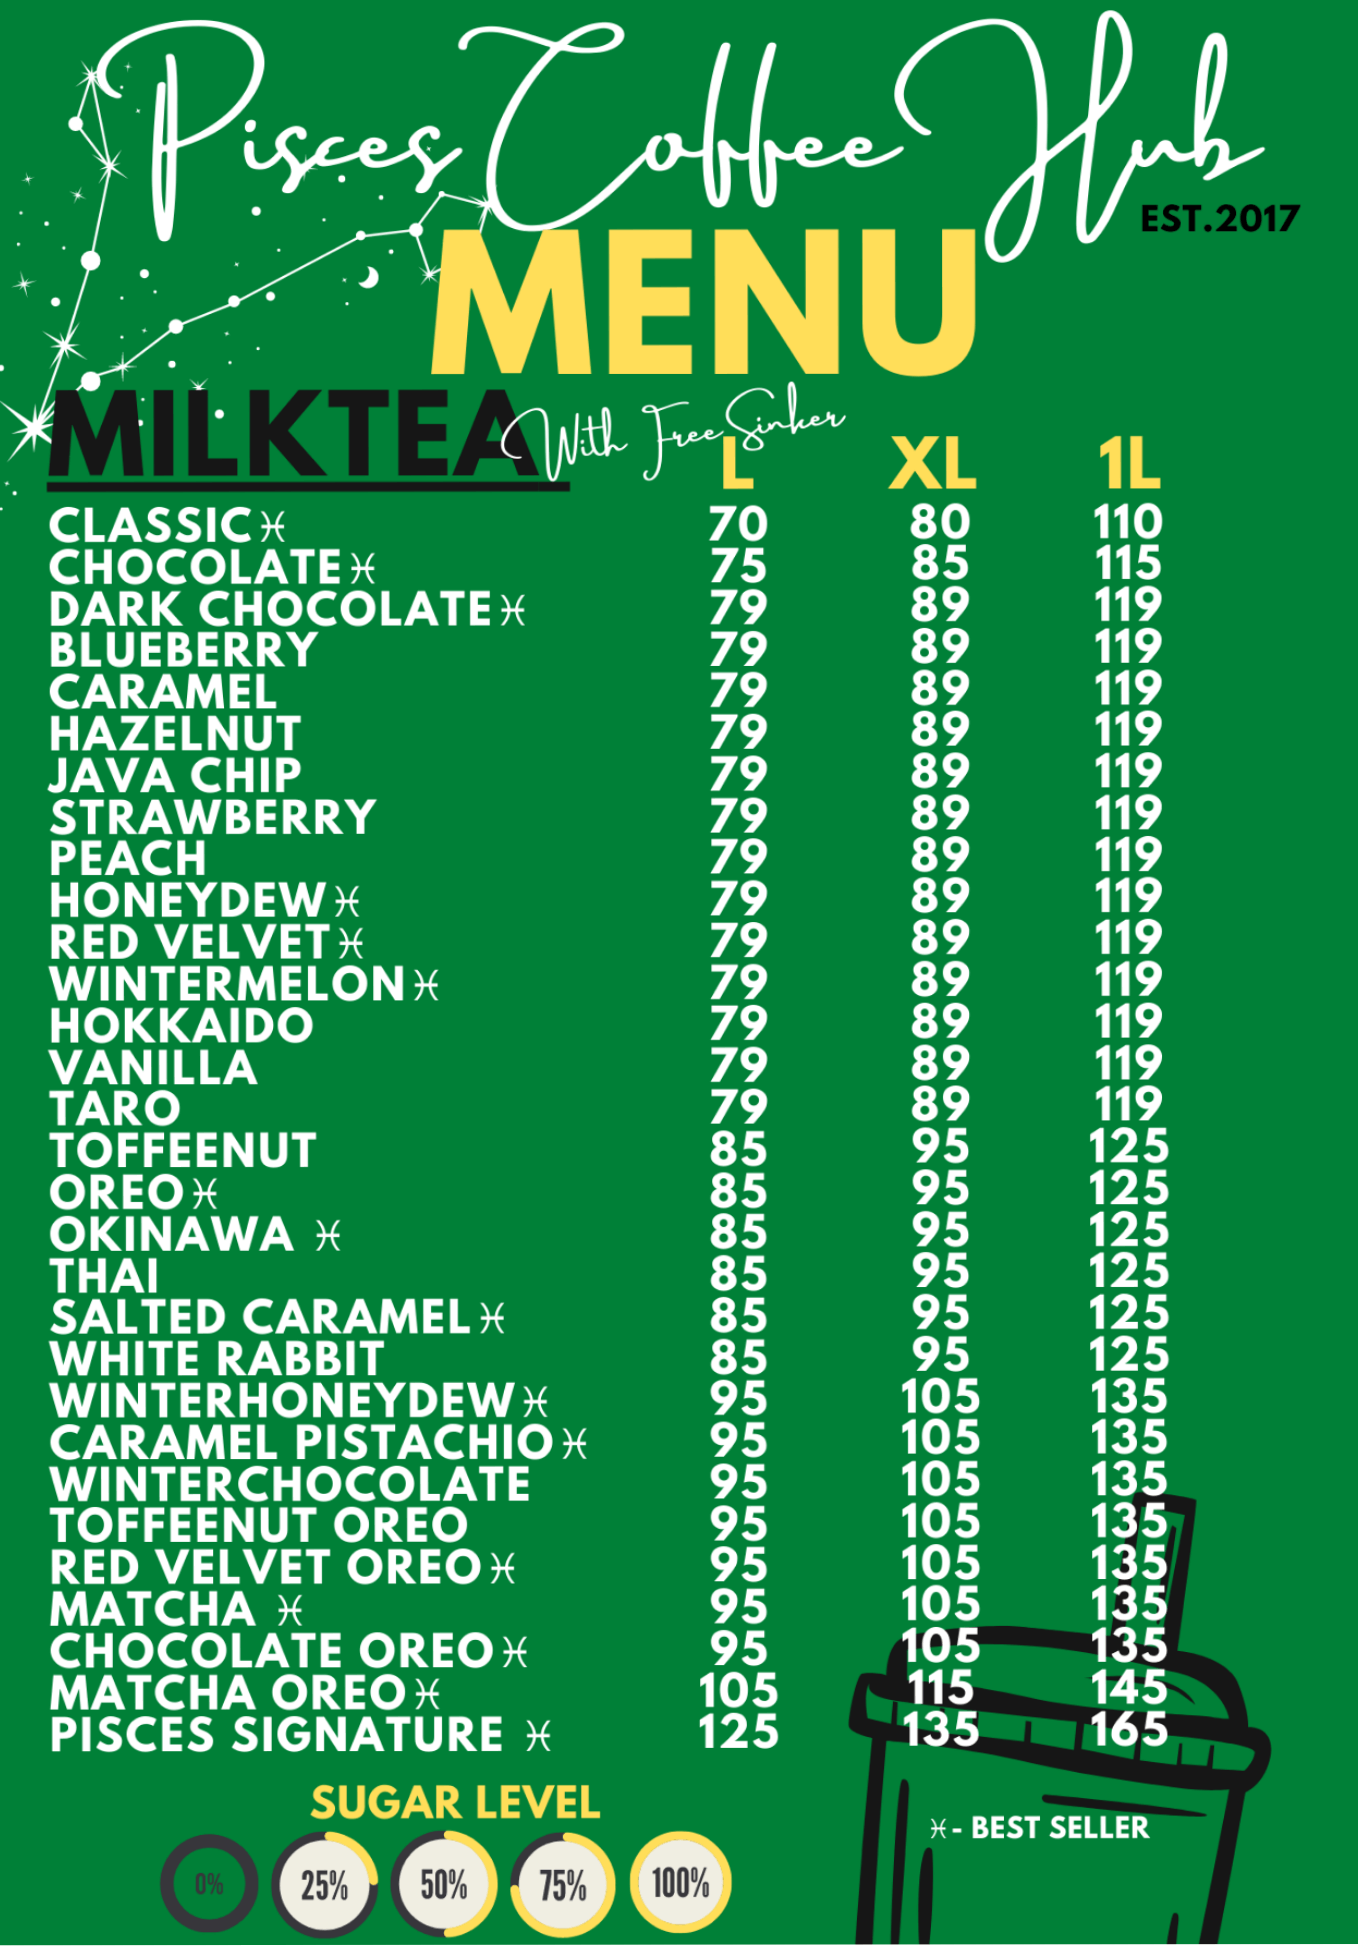 Pisces Coffee Hub
EST.2017
MENU
MILKTEA With Free Sinker
L XL 1L
CLASSIC♓ 70 80 110
CHOCOLATE♓ 75 85 115
DARK CHOCOLATE♓ 79 89 119
BLUEBERRY 79 89 119
CARAMEL 79 89 119
HAZELNUT 79 89 119
JAVA CHIP 79 89 119
STRAWBERRY 79 89 119
PEACH 79 89 119
HONEYDEW♓ 79 89 119
RED VELVET♓ 79 89 119
WINTERMELON♓ 79 89 119
HOKKAIDO 79 89 119
VANILLA 79 89 119
TARO 79 89 119
TOFFEENUT 85 95 125
OREO♓ 85 95 125
OKINAWA ♓ 85 95 125
THAI 85 95 125
SALTED CARAMEL♓ 85 95 125
WHITE RABBIT 85 95 125
WINTERHONEYDEW♓ 95 105 135
CARAMEL PISTACHIO♓ 95 105 135
WINTERCHOCOLATE 95 105 135
TOFFEENUT OREO 95 105 135
RED VELVET OREO♓ 95 105 135
MATCHA ♓ 95 105 135
CHOCOLATE OREO♓ 95 105 135
MATCHA OREO♓ 105 115 145
PISCES SIGNATURE ♓ 125 135 165
SUGAR LEVEL
♓- BEST SELLER
0% 25% 50% 75% 100%